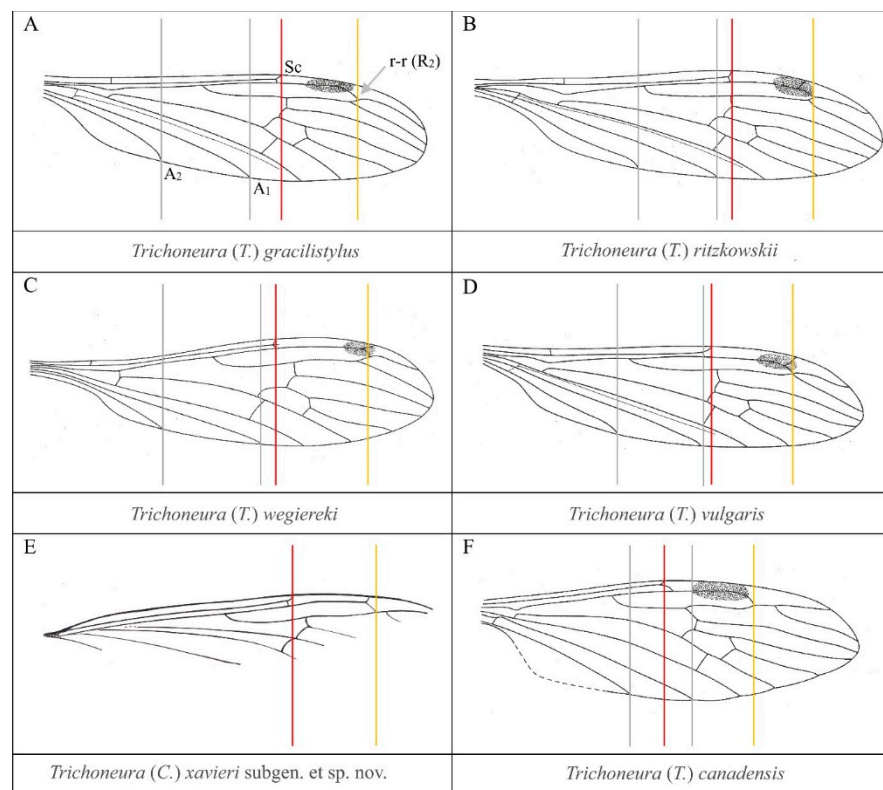 A
B
Sc
r-r (R2)
A2
A1
Trichoneura (T.) gracilistylus
Trichoneura (T.) ritzkowskii
C
D
Trichoneura (T.) wegiereki
Trichoneura (T.) vulgaris
E
F
Trichoneura (C.) xavieri subgen. et sp. nov.
Trichoneura (T.) canadensis